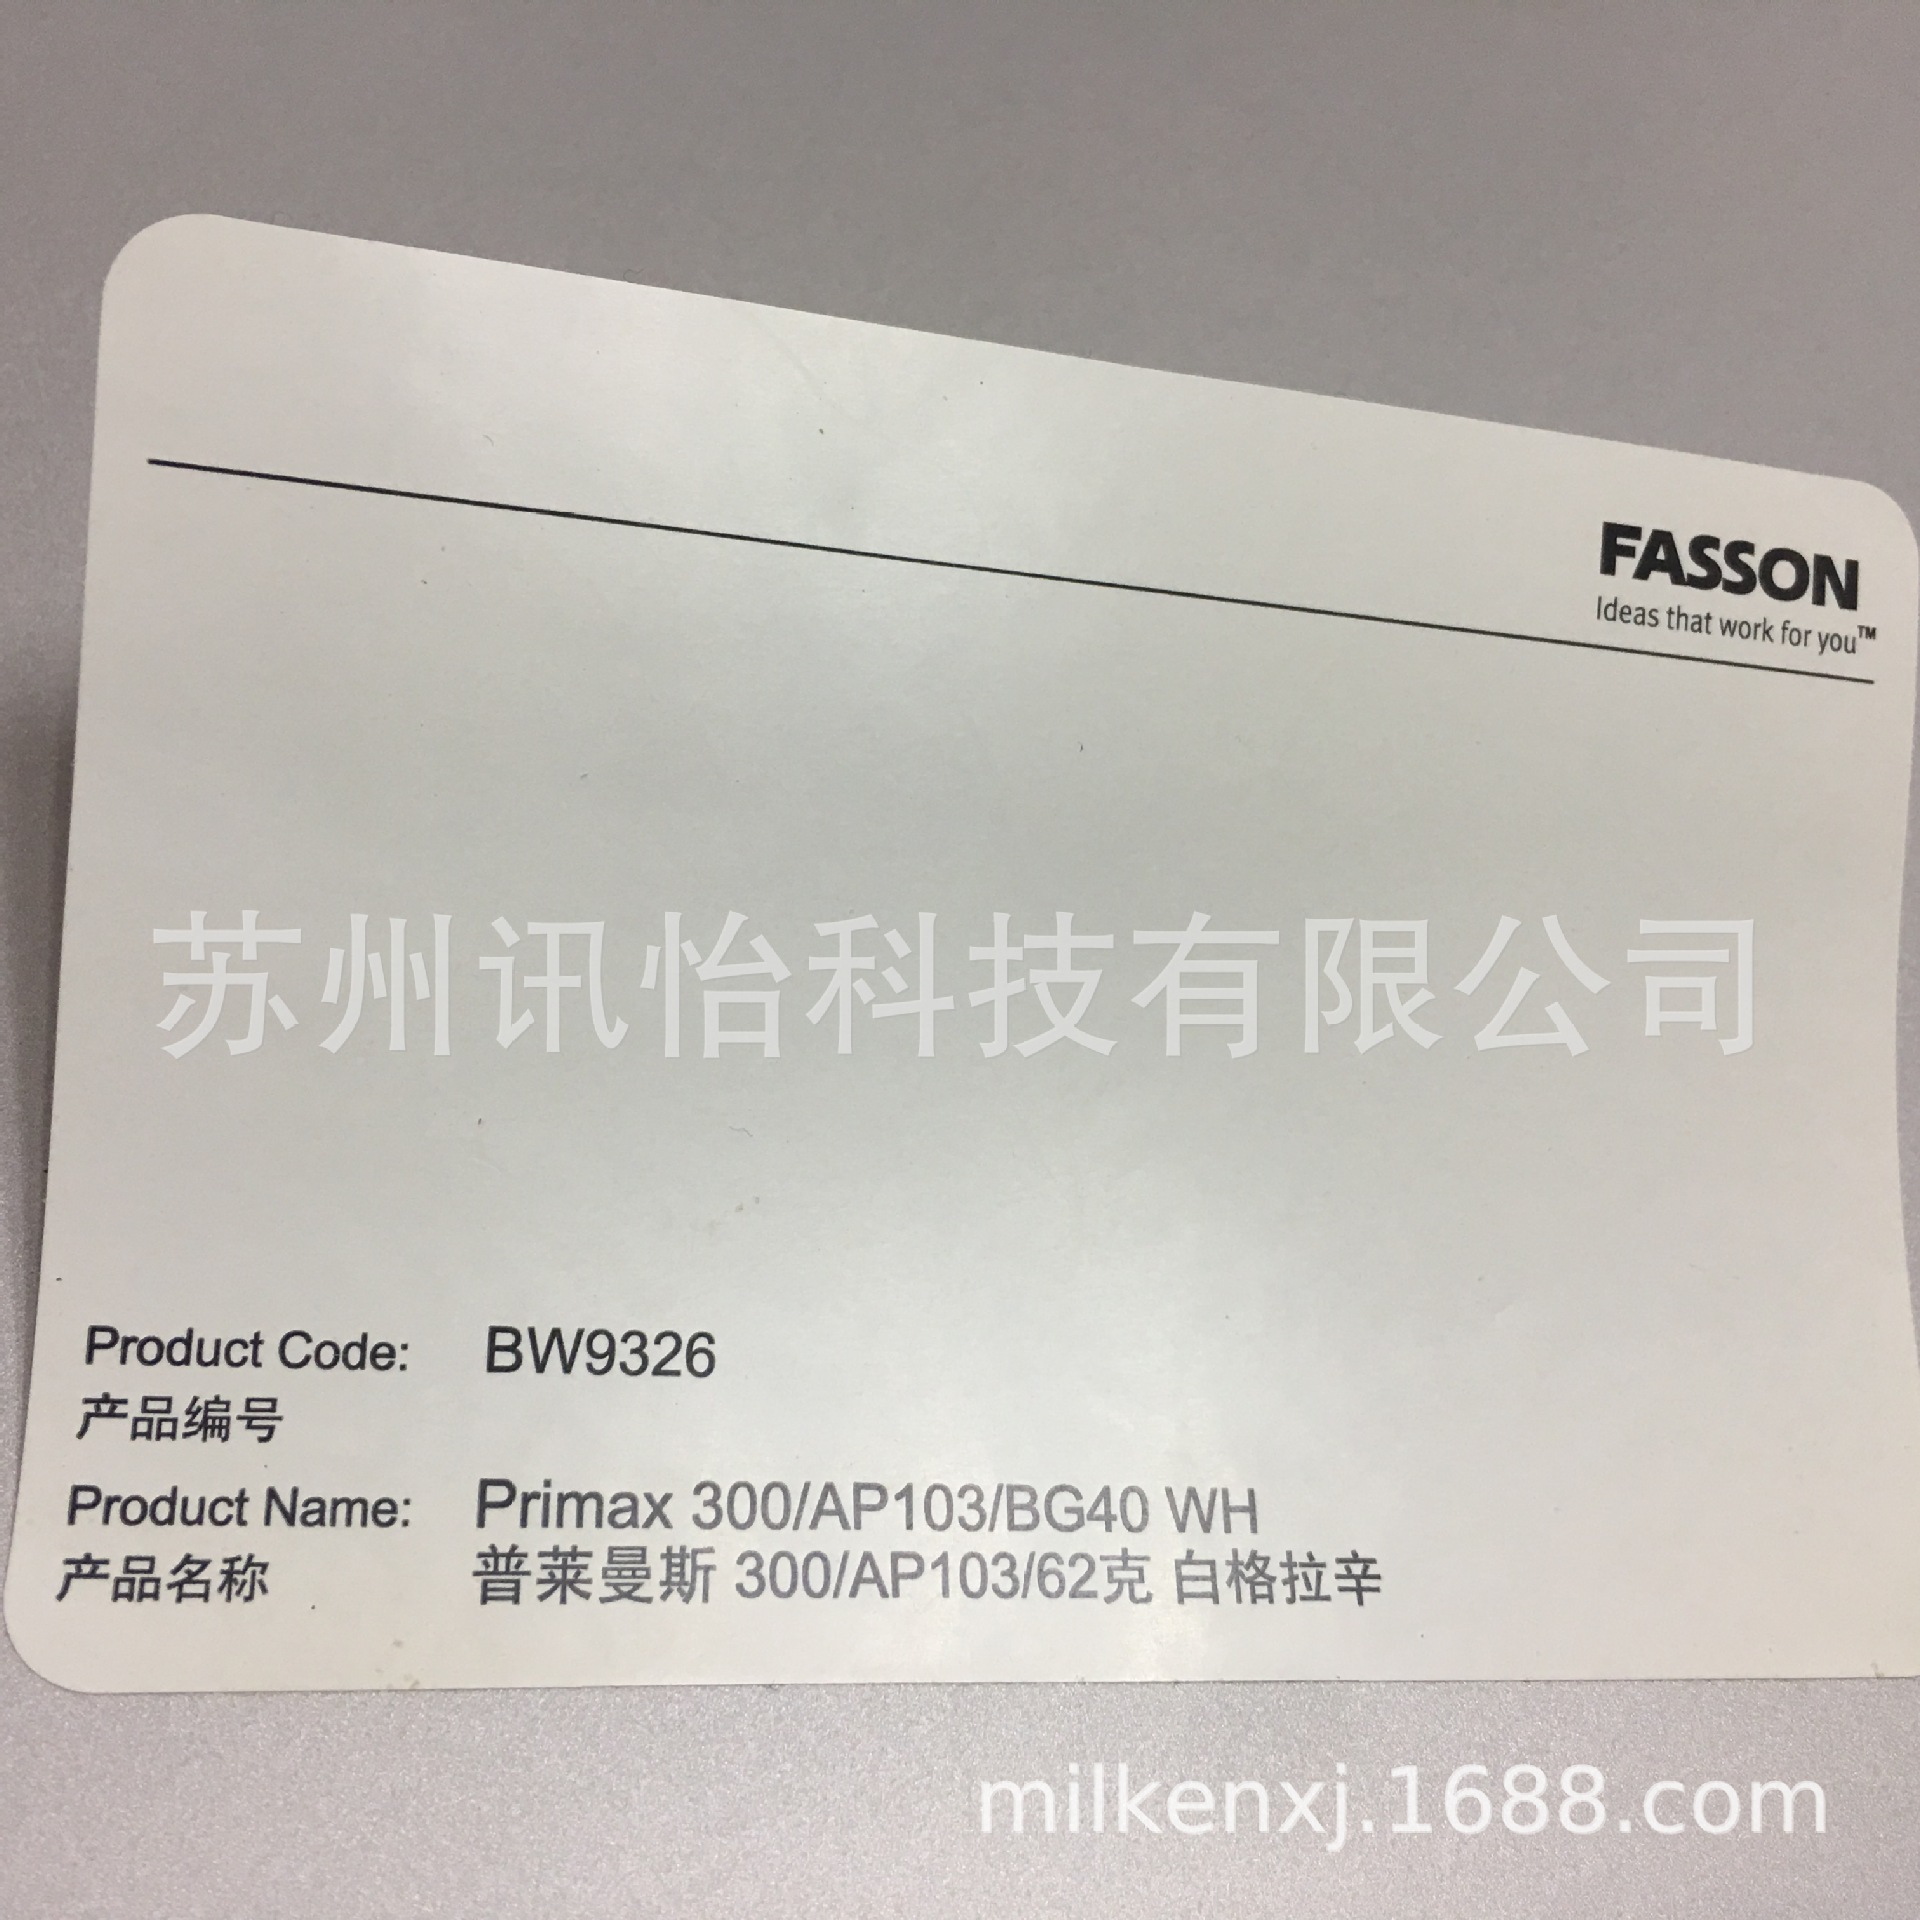 FASSON
Ideas that work for you™
苏州讯怡科技有限公司
Product Code: BW9326
产品编号
Product Name: Primax 300/AP103/BG40 WH
产品名称 普莱曼斯 300/AP103/62克 白格拉辛
milkenxj.1688.com